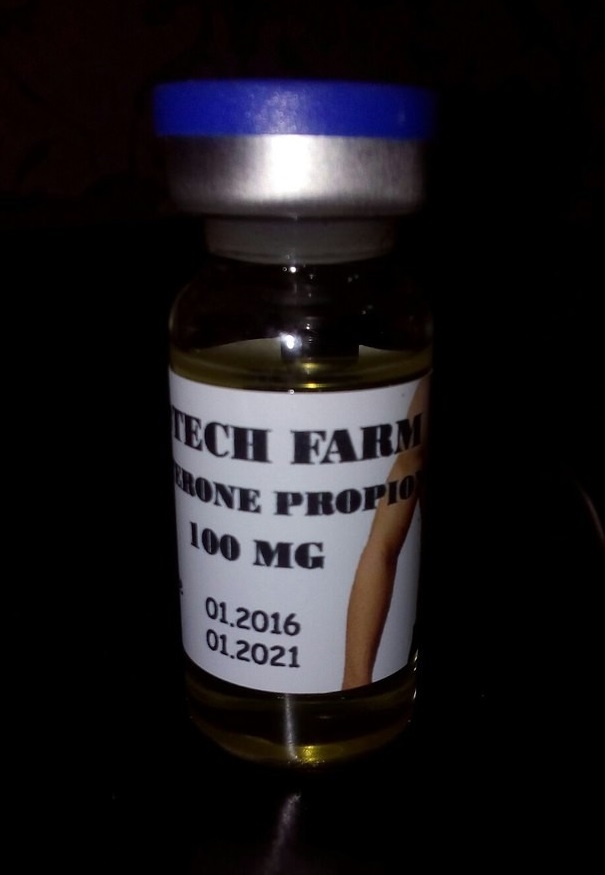 TECH FARM
ERONE PROPIO
100 MG
01.2016
01.2021